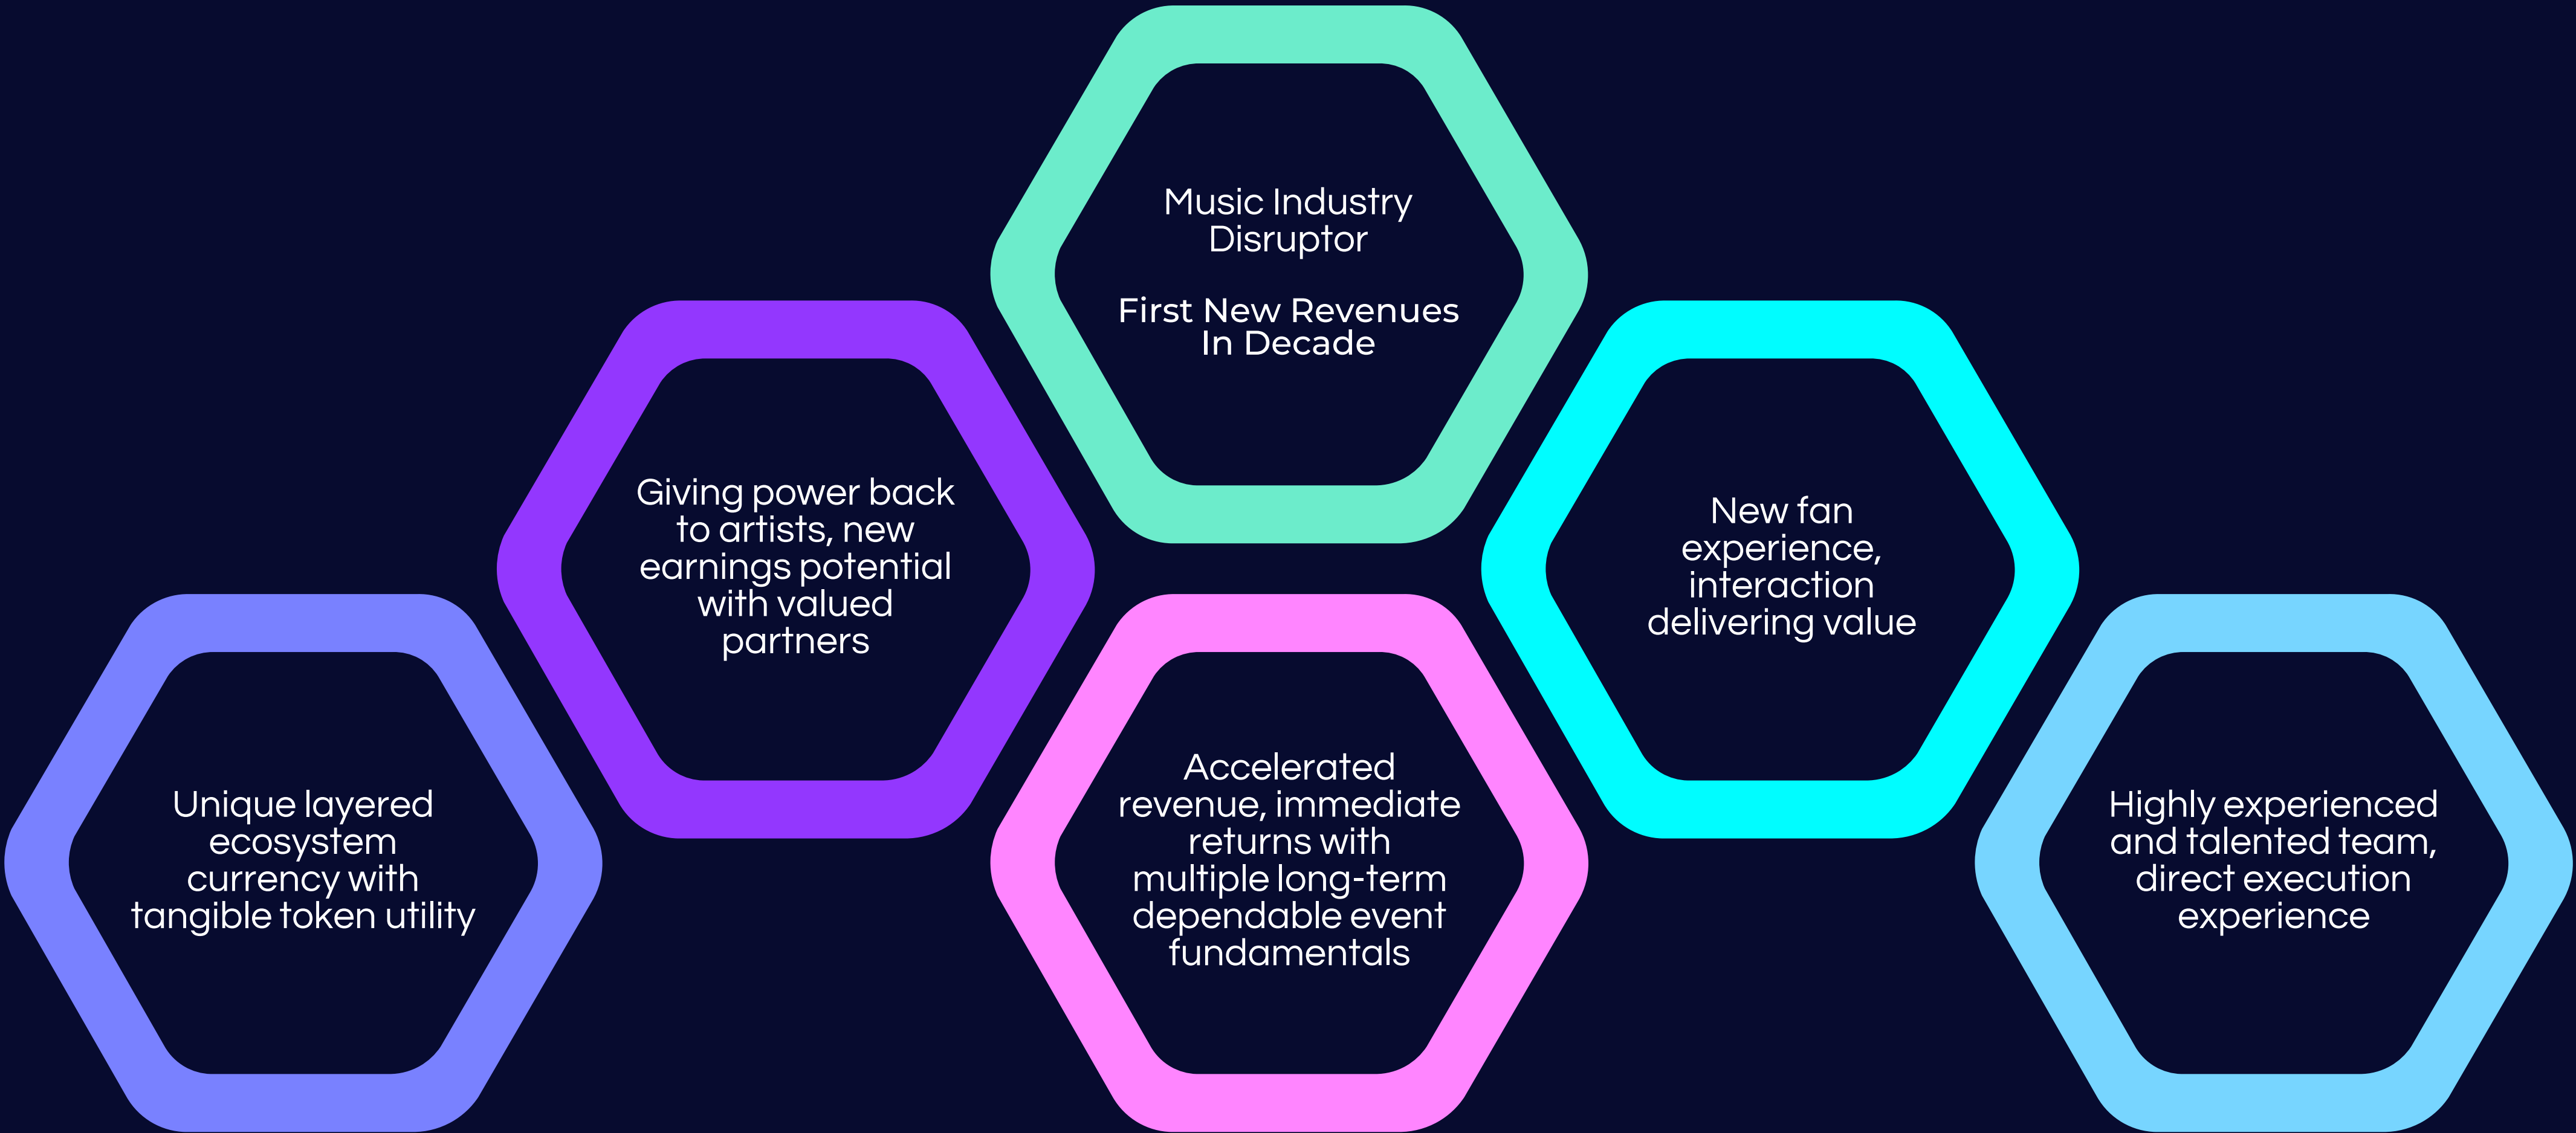 Music Industry
Disruptor
First New Revenues
In Decade
Giving power back
to artists, new
earnings potential
with valued
partners
New fan
experience,
interaction
delivering value
Unique layered
ecosystem
currency with
tangible token utility
Accelerated
revenue, immediate
returns with
multiple long-term
dependable event
fundamentals
Highly experienced
and talented team,
direct execution
experience